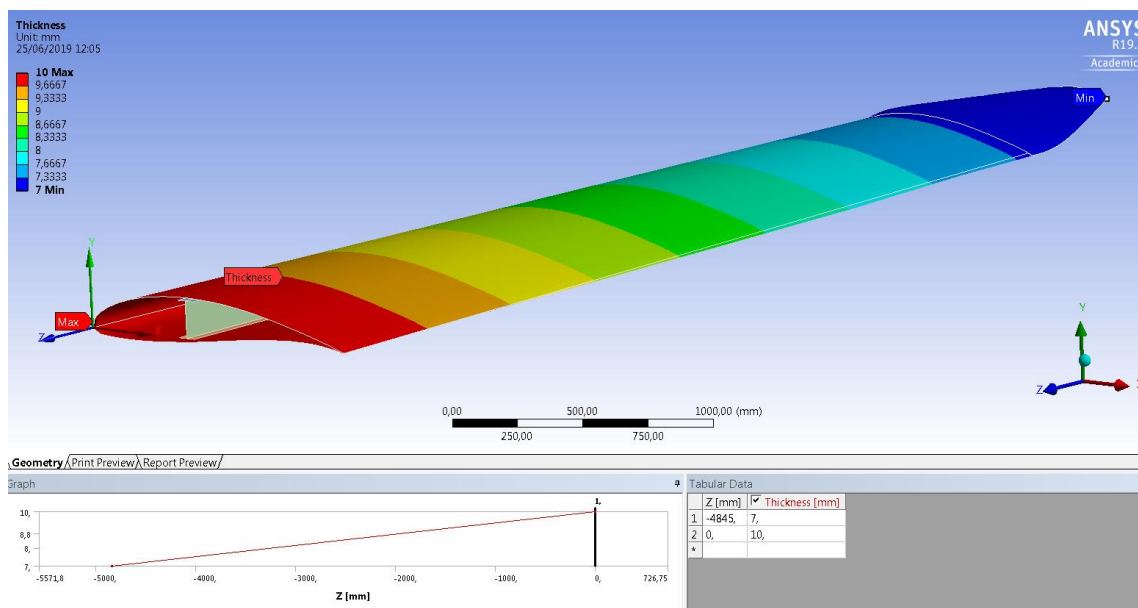 Thickness
Unit: mm
25/06/2019 12:05
10 Max
9,6667
9,3333
9
8,6667
8,3333
8
7,6667
7,3333
7 Min
ANSYS
R19.
Academic
Min
Thickness
Max
Y
X
Z
Y
Z
0,00 500,00 1000,00 (mm)
250,00 750,00
Geometry Print Preview Report Preview
Graph
1,
10,
8,8
8,
7,
-5571,8 -5000, -4000, -3000, -2000, -1000, 0, 726,75
Z [mm]
Tabular Data
Z [mm] Thickness [mm]
1 -4845, 7,
2 0, 10,
*